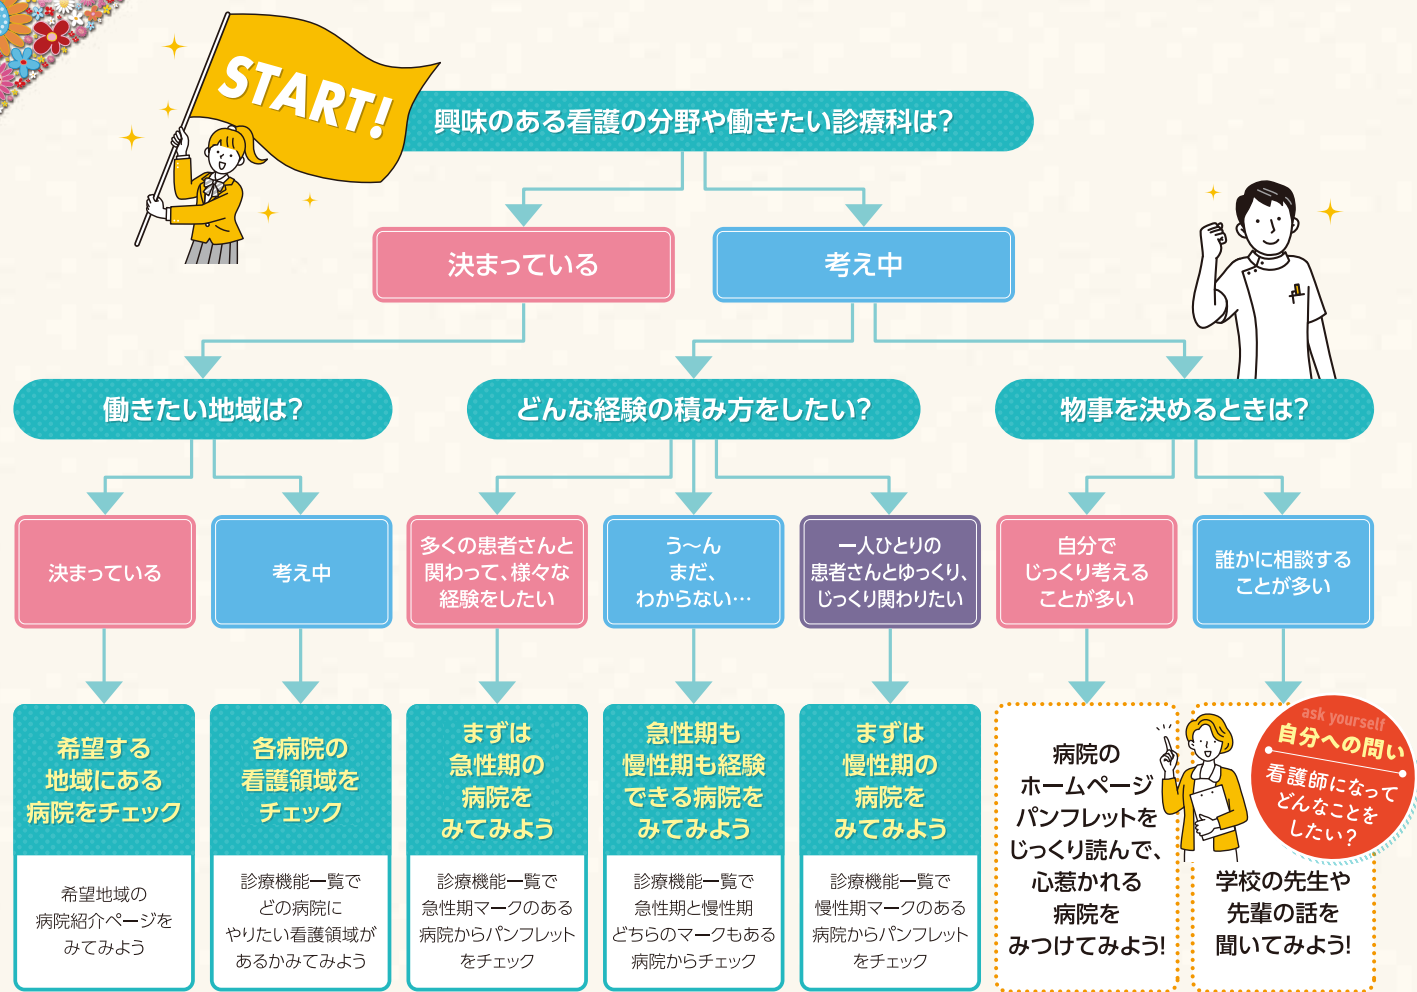 START!
興味のある看護の分野や働きたい診療科は?
決まっている
考え中
働きたい地域は?
どんな経験の積み方をしたい?
物事を決めるときは?
決まっている
考え中
多くの患者さんと
関わって、様々な
経験をしたい
う〜ん
まだ、
わからない…
一人ひとりの
患者さんとゆっくり、
じっくり関わりたい
自分で
じっくり考える
ことが多い
誰かに相談する
ことが多い
希望する
地域にある
病院をチェック
希望地域の
病院紹介ページを
みてみよう
各病院の
看護領域を
チェック
診療機能一覧で
どの病院に
やりたい看護領域が
あるかみてみよう
まずは
急性期の
病院を
みてみよう
診療機能一覧で
急性期マークのある
病院からパンフレット
をチェック
急性期も
慢性期も経験
できる病院を
みてみよう
診療機能一覧で
急性期と慢性期
どちらのマークもある
病院からチェック
まずは
慢性期の
病院を
みてみよう
診療機能一覧で
慢性期マークのある
病院からパンフレット
をチェック
病院の
ホームページ
パンフレットを
じっくり読んで、
心惹かれる
病院を
みつけてみよう!
ask yourself
自分への問い
看護師になって
どんなことを
したい?
学校の先生や
先輩の話を
聞いてみよう!